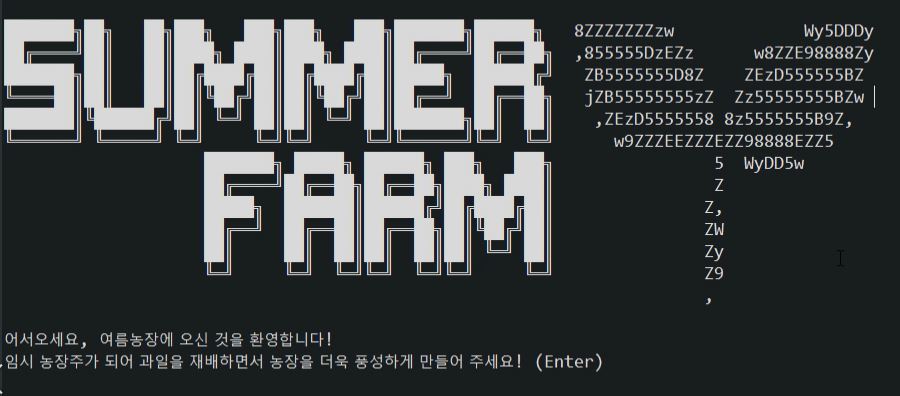 SUMMER
FARM
8ZZZZZZZzw Wy5DDDy
,855555DzEZz w8ZZE98888Zy
ZB5555555D8Z ZEzD555555BZ
jZB55555555zZ Zz55555555BZw
,ZEzD5555558 8z5555555B9Z,
w9ZZZEEZZZEZZ98888EZZ5
5 WyDD5w
Z
Z,
ZW
Zy
Z9
,
어서오세요, 여름농장에 오신 것을 환영합니다!
임시 농장주가 되어 과일을 재배하면서 농장을 더욱 풍성하게 만들어 주세요! (Enter)